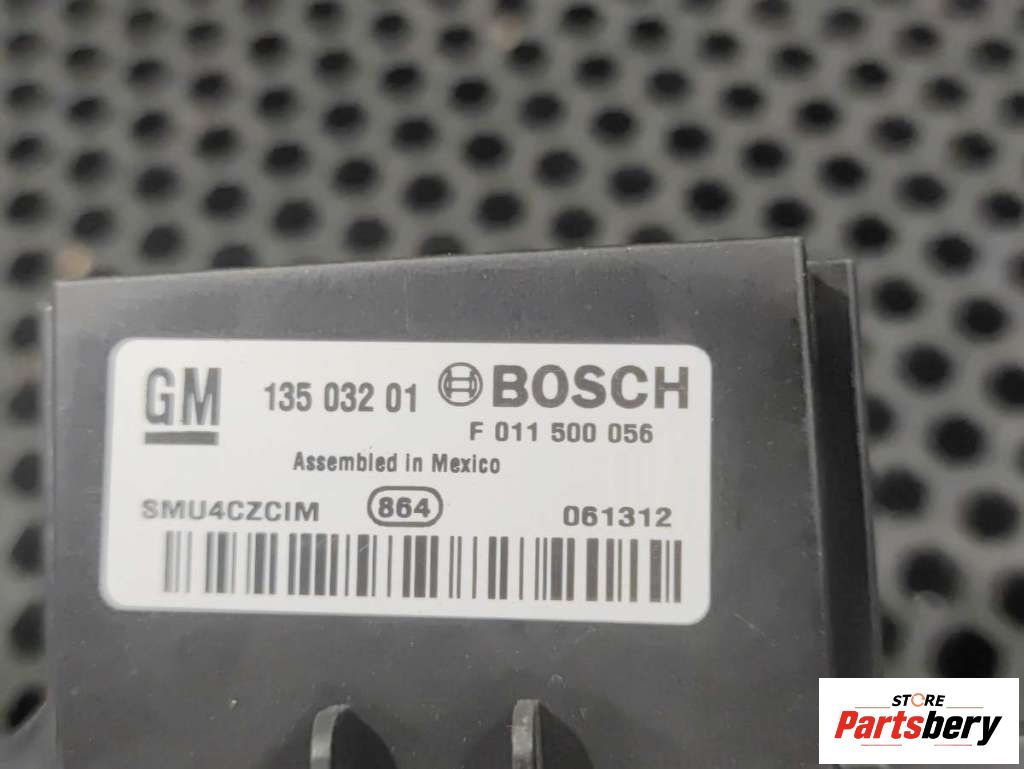 GM 135 032 01 BOSCH
F 011 500 056
Assembled in Mexico
SMU4CZCIM 864 061312
STORE
Partsbery